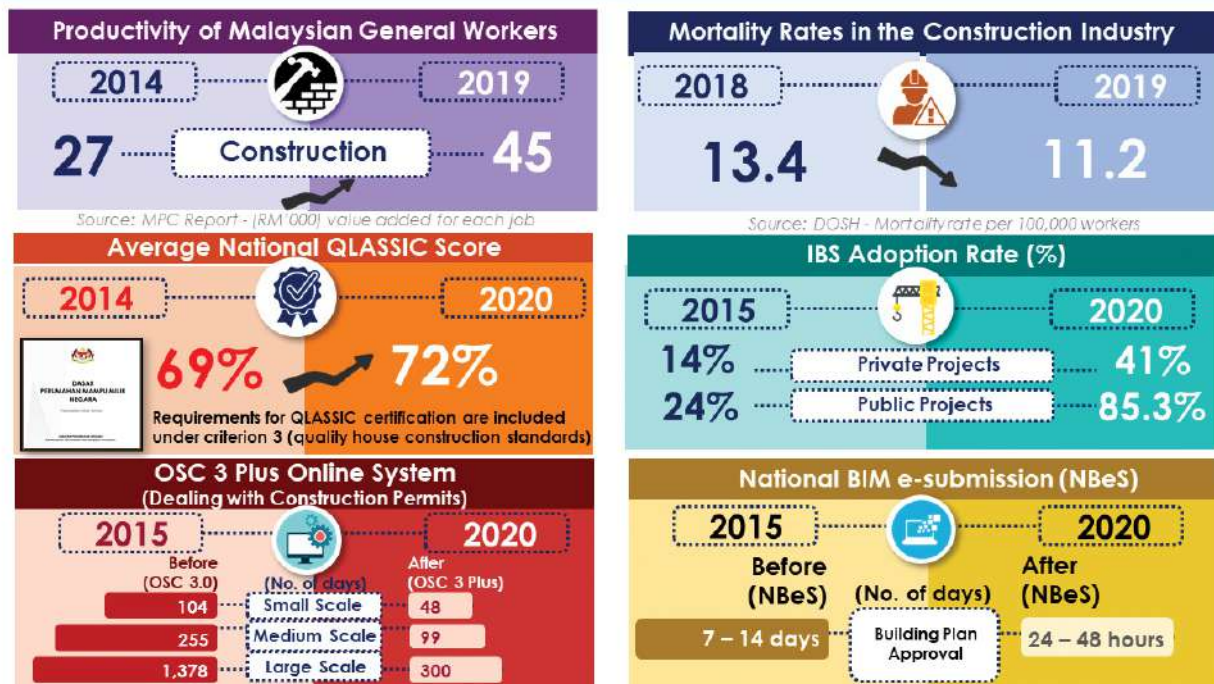 Productivity of Malaysian General Workers
2014
2019
27
Construction
45
Source: MPC Report - (RM'000) value added for each job
Mortality Rates in the Construction Industry
2018
2019
13.4
11.2
Source: DOSH - Mortality rate per 100,000 workers
Average National QLASSIC Score
2014
2020
DASAR
PERUMAHAN MAMPU MILIK
NEGARA
69%
72%
Requirements for QLASSIC certification are included
under criterion 3 (quality house construction standards)
IBS Adoption Rate (%)
2015
2020
14%
Private Projects
41%
24%
Public Projects
85.3%
OSC 3 Plus Online System
(Dealing with Construction Permits)
2015
2020
Before
(OSC 3.0)
(No. of days)
After
(OSC 3 Plus)
104
Small Scale
48
255
Medium Scale
99
1,378
Large Scale
300
National BIM e-submission (NBeS)
2015
2020
Before
(NBeS)
(No. of days)
After
(NBeS)
7 – 14 days
Building Plan
Approval
24 – 48 hours